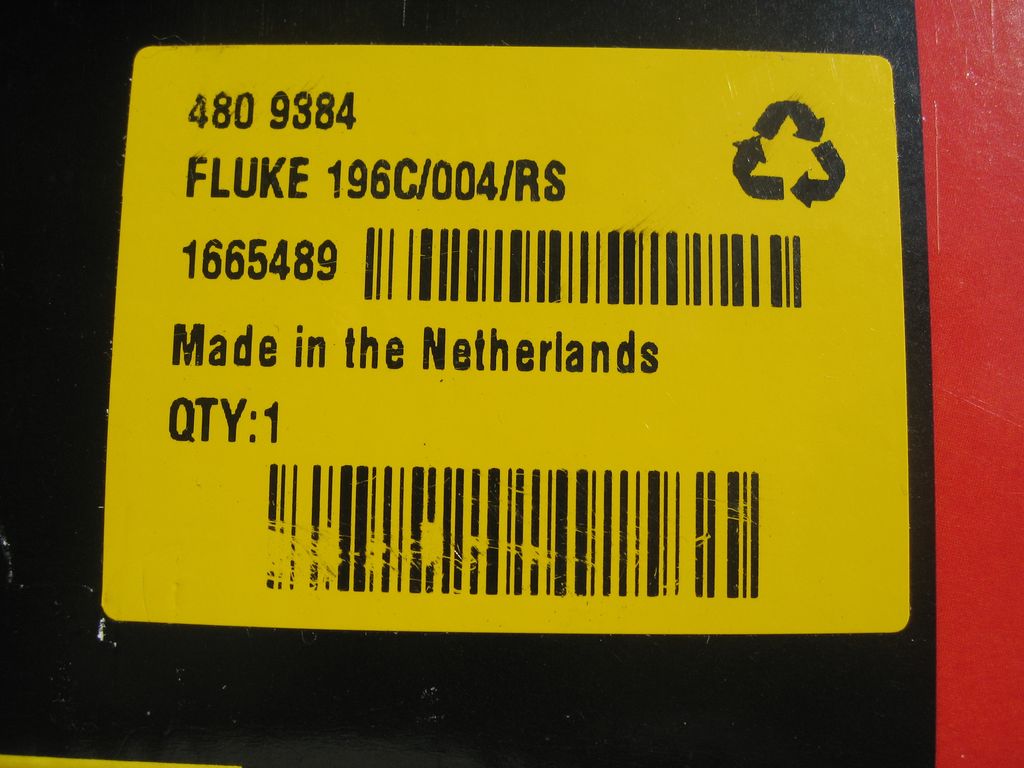 480 9384
FLUKE 196C/004/RS
1665489
Made in the Netherlands
QTY:1